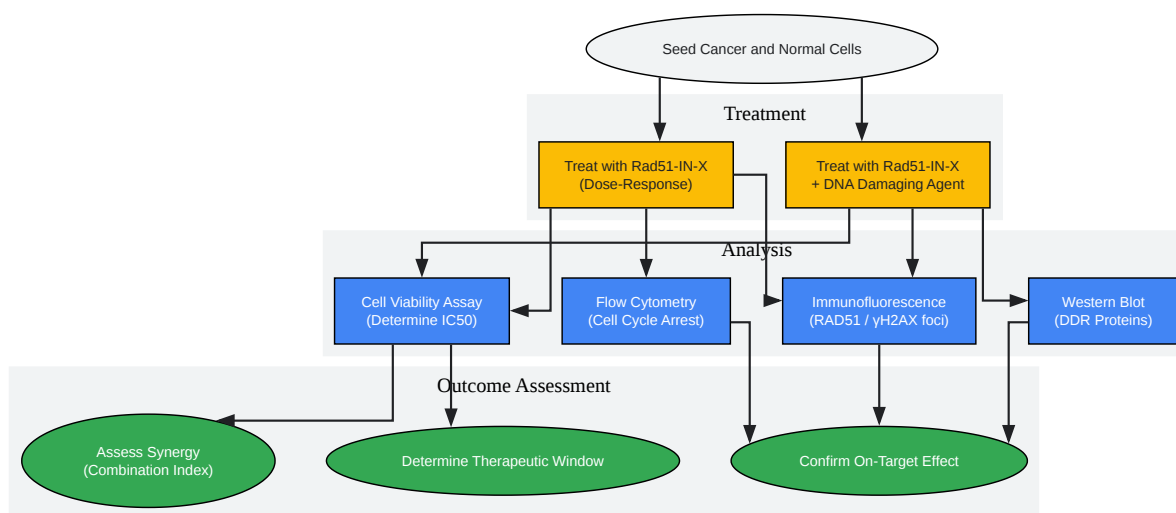 Seed Cancer and Normal Cells
Treatment
Treat with Rad51-IN-X
(Dose-Response)
Treat with Rad51-IN-X
+ DNA Damaging Agent
Analysis
Cell Viability Assay
(Determine IC50)
Flow Cytometry
(Cell Cycle Arrest)
Immunofluorescence
(RAD51 / γH2AX foci)
Western Blot
(DDR Proteins)
Outcome Assessment
Assess Synergy
(Combination Index)
Determine Therapeutic Window
Confirm On-Target Effect